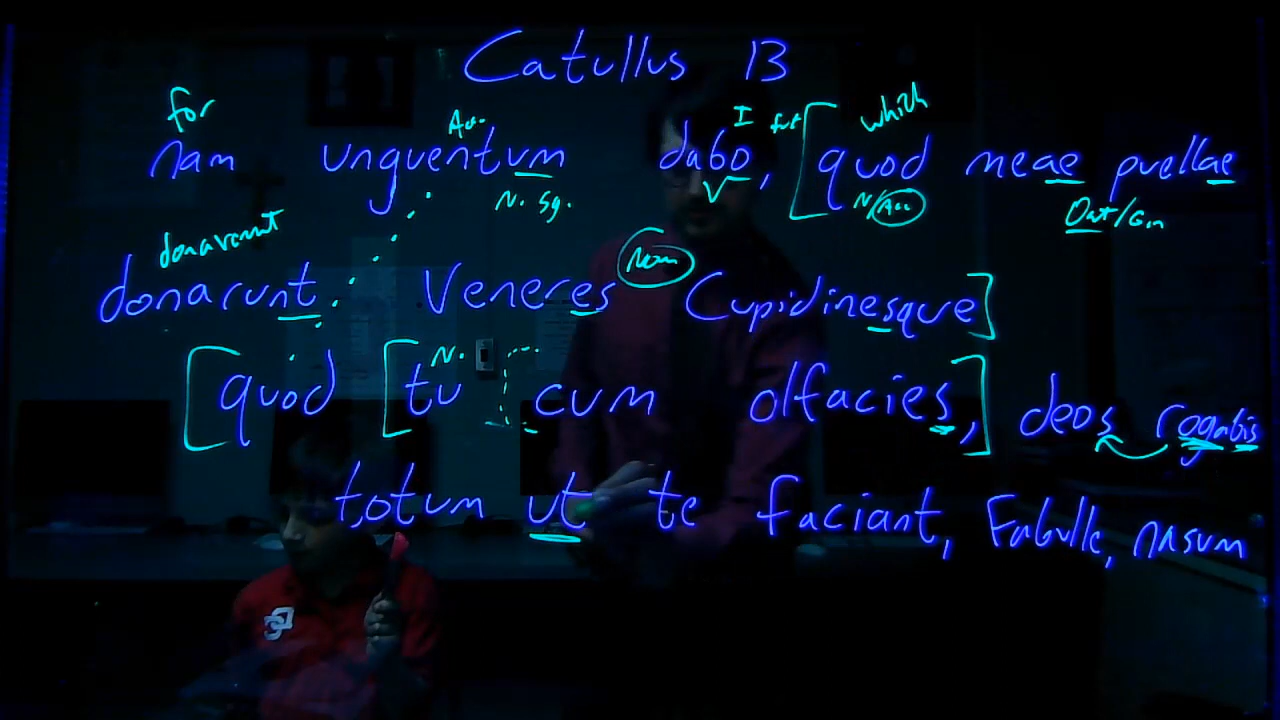 Catullus 13
for Acc. I fut which
nam unguentum dabo, [quod meae puellae
N. Sg. N/Acc Dat/Gen
donaverunt Nom
donarunt Veneres Cupidinesque]
N.
[quod [tu [cum olfacies,] deos rogabis
totum ut te faciant, Fabulle, nasum